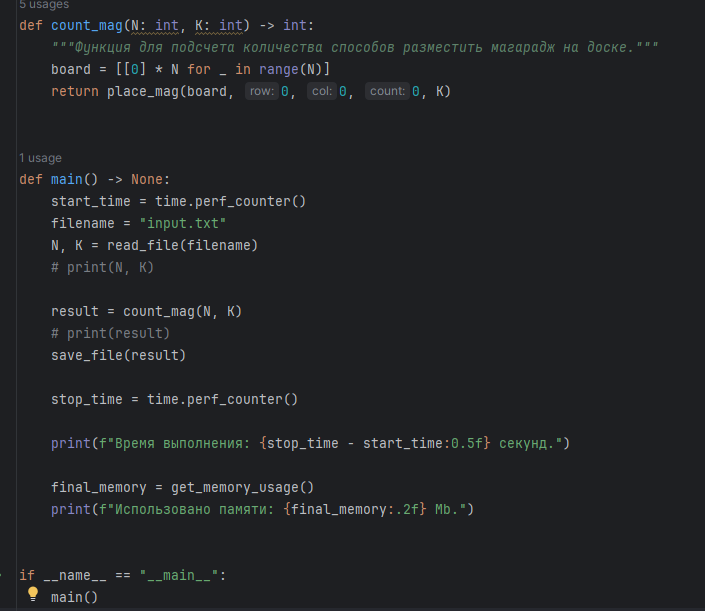 5 usages
def count_mag(N: int, K: int) -> int:
"""Функция для подсчета количества способов разместить магарадж на доске."""
board = [[0] * N for _ in range(N)]
return place_mag(board, row: 0, col: 0, count: 0, K)
1 usage
def main() -> None:
start_time = time.perf_counter()
filename = "input.txt"
N, K = read_file(filename)
# print(N, K)
result = count_mag(N, K)
# print(result)
save_file(result)
stop_time = time.perf_counter()
print(f"Время выполнения: {stop_time - start_time:0.5f} секунд.")
final_memory = get_memory_usage()
print(f"Использовано памяти: {final_memory:.2f} Mb.")
if __name__ == "__main__":
main()